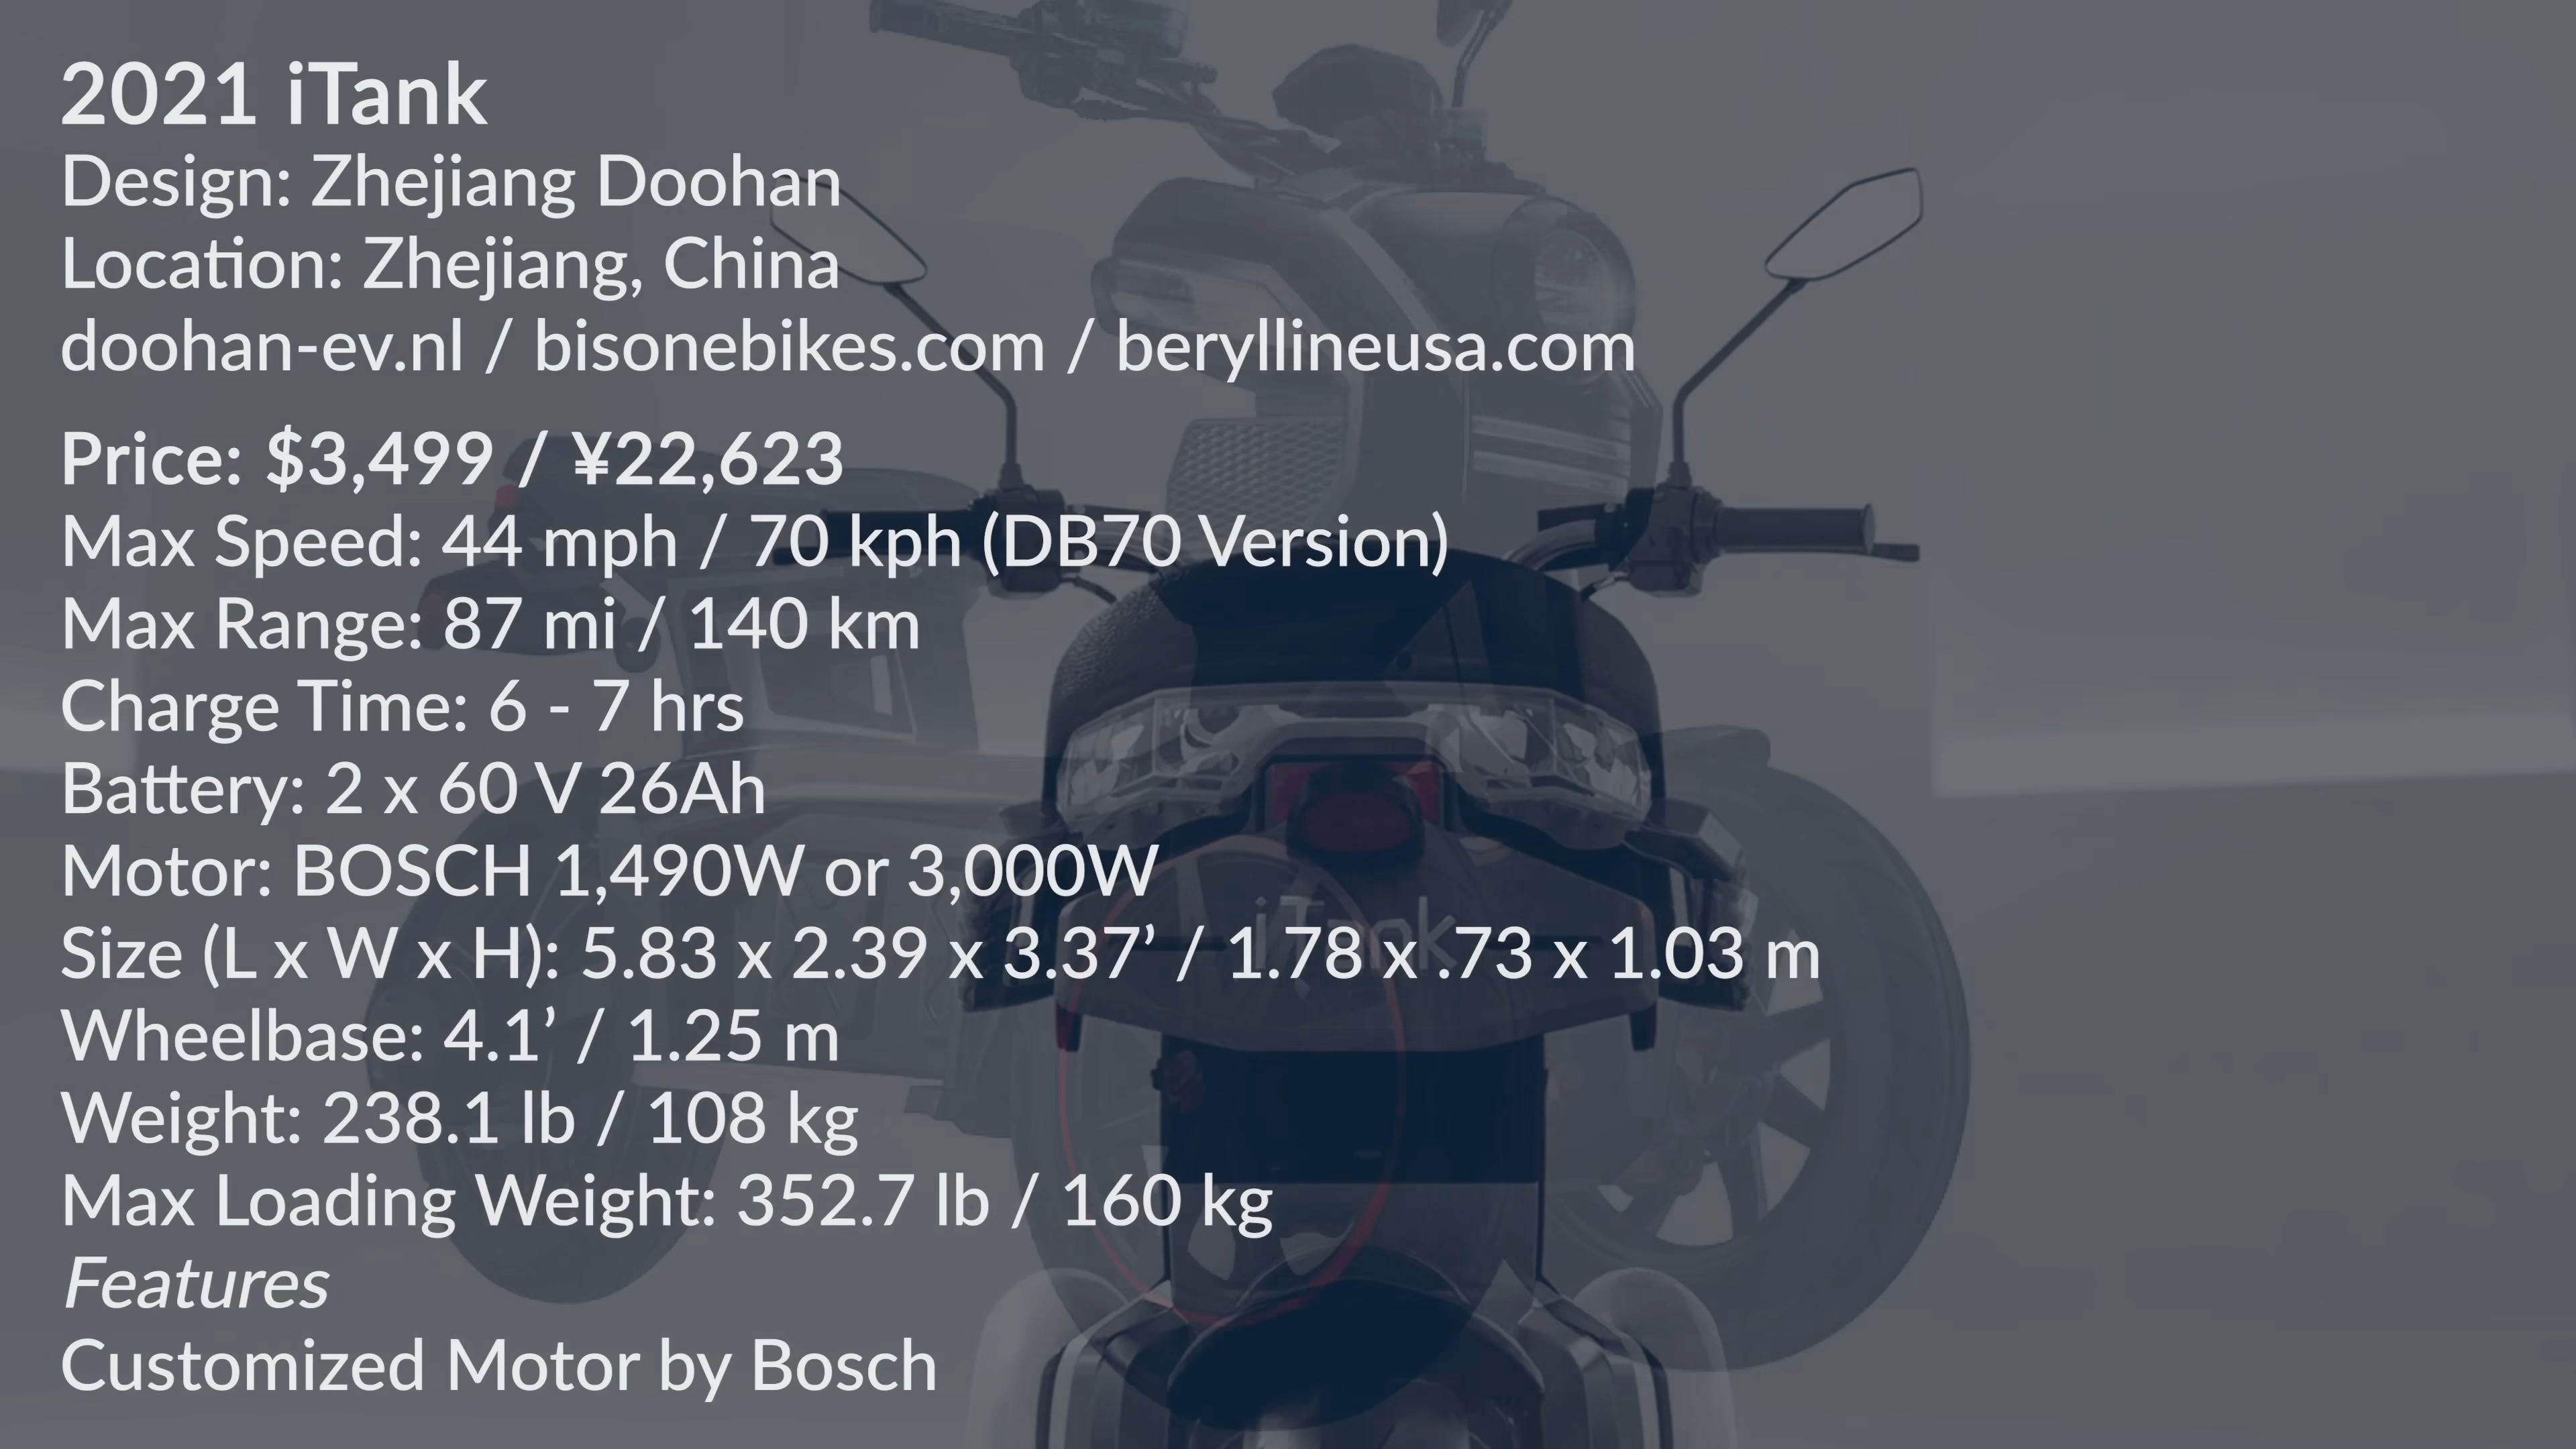 2021 iTank
Design: Zhejiang Doohan
Location: Zhejiang, China
doohan-ev.nl / bisonebikes.com / beryllineusa.com
Price: $3,499 / ¥22,623
Max Speed: 44 mph / 70 kph (DB70 Version)
Max Range: 87 mi / 140 km
Charge Time: 6 - 7 hrs
Battery: 2 x 60 V 26Ah
Motor: BOSCH 1,490W or 3,000W
iTank
Size (L x W x H): 5.83 x 2.39 x 3.37’ / 1.78 x .73 x 1.03 m
Wheelbase: 4.1’ / 1.25 m
Weight: 238.1 lb / 108 kg
Max Loading Weight: 352.7 lb / 160 kg
Features
Customized Motor by Bosch